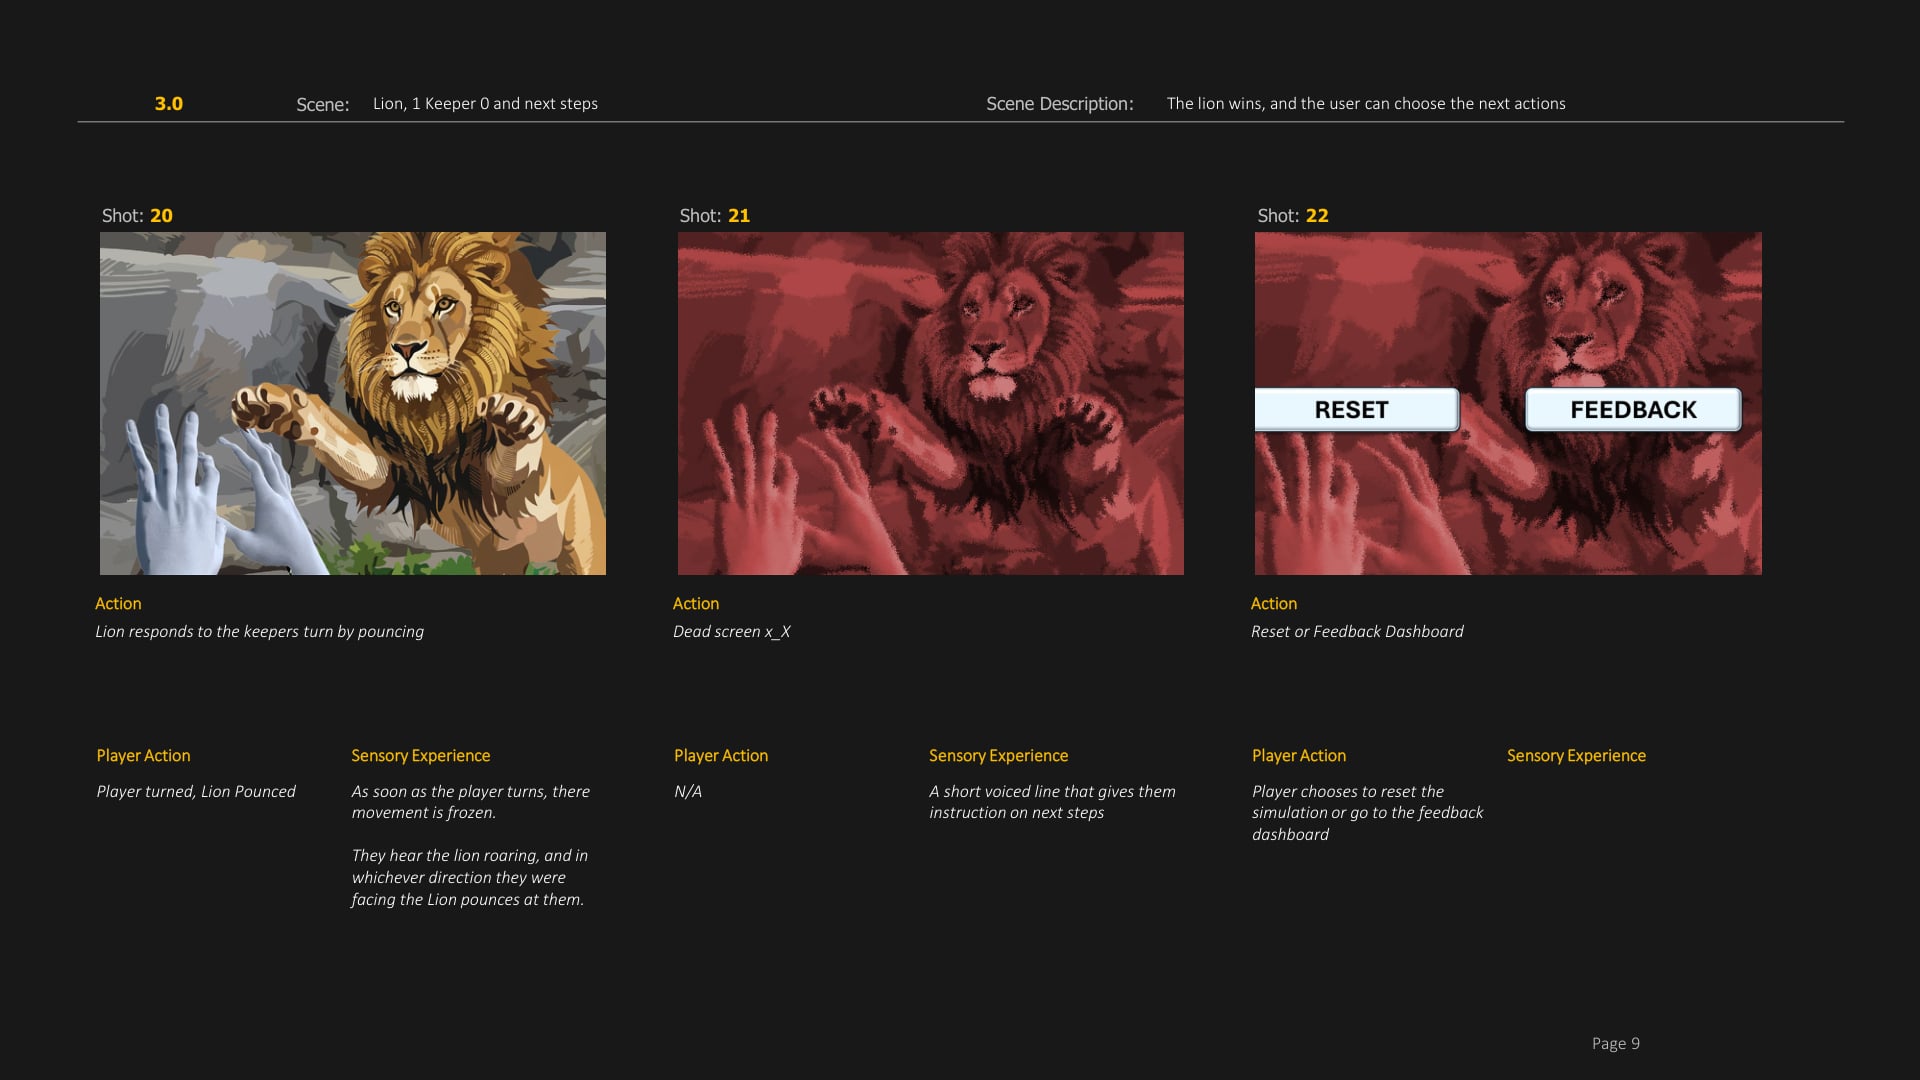 3.0
Scene: Lion, 1 Keeper 0 and next steps
Scene Description: The lion wins, and the user can choose the next actions
Shot: 20
Action
Lion responds to the keepers turn by pouncing
Player Action
Player turned, Lion Pounced
Sensory Experience
As soon as the player turns, there
movement is frozen.
They hear the lion roaring, and in
whichever direction they were
facing the Lion pounces at them.
Shot: 21
Action
Dead screen x_X
Player Action
N/A
Sensory Experience
A short voiced line that gives them
instruction on next steps
Shot: 22
RESET
FEEDBACK
Action
Reset or Feedback Dashboard
Player Action
Player chooses to reset the
simulation or go to the feedback
dashboard
Sensory Experience
Page 9